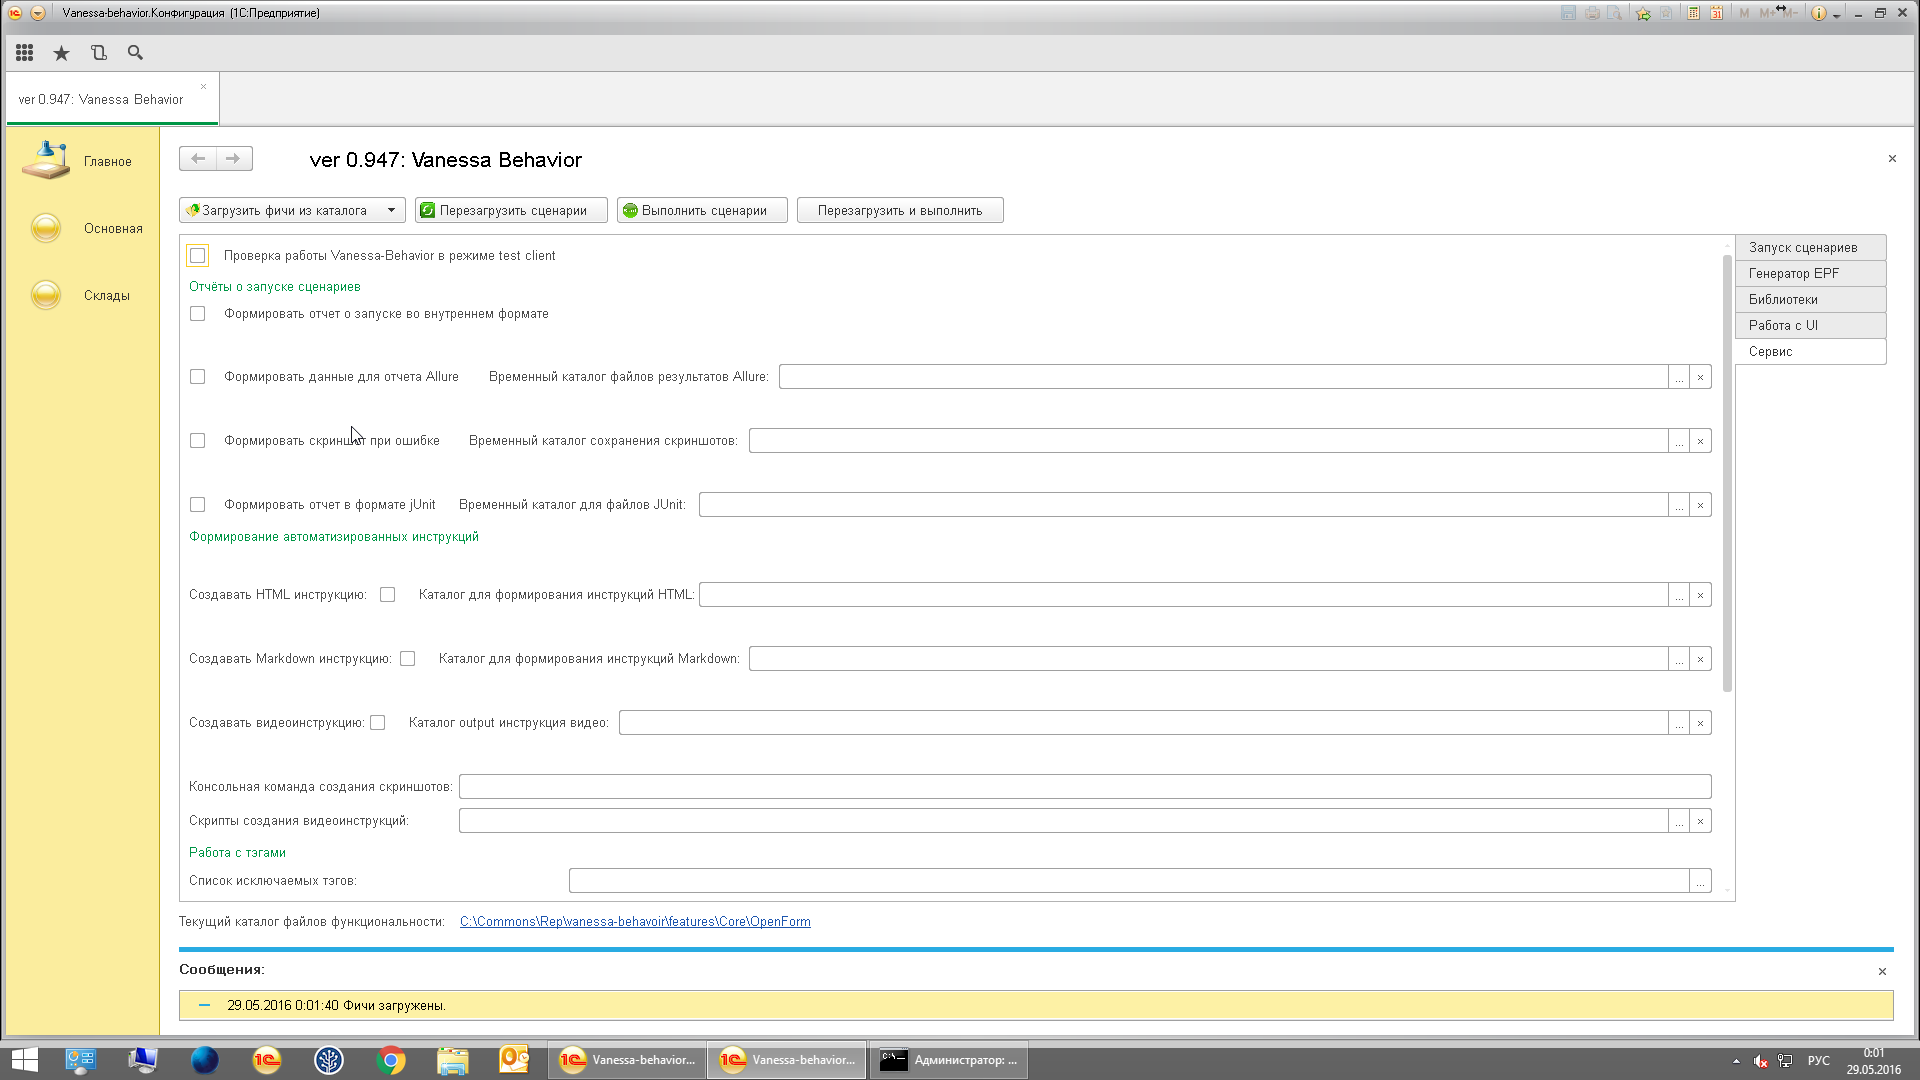 Vanessa-behavior.Конфигурация (1С:Предприятие)
M M+ M-
ver 0.947: Vanessa Behavior
Главное
Основная
Склады
ver 0.947: Vanessa Behavior
Загрузить фичи из каталога
Перезагрузить сценарии
Выполнить сценарии
Перезагрузить и выполнить
Проверка работы Vanessa-Behavior в режиме test client
Отчёты о запуске сценариев
Формировать отчет о запуске во внутреннем формате
Формировать данные для отчета Allure Временный каталог файлов результатов Allure: ...
Формировать скриншот при ошибке Временный каталог сохранения скриншотов: ...
Формировать отчет в формате jUnit Временный каталог для файлов JUnit: ...
Формирование автоматизированных инструкций
Создавать HTML инструкцию: Каталог для формирования инструкций HTML: ...
Создавать Markdown инструкцию: Каталог для формирования инструкций Markdown: ...
Создавать видеоинструкцию: Каталог output инструкция видео: ...
Консольная команда создания скриншотов:
Скрипты создания видеоинструкций: ...
Работа с тэгами
Список исключаемых тэгов: ...
Запуск сценариев
Генератор EPF
Библиотеки
Работа с UI
Сервис
Текущий каталог файлов функциональности: C:\Commons\Rep\vanessa-behavoir\features\Core\OpenForm
Сообщения:
29.05.2016 0:01:40 Фичи загружены.
Vanessa-behavior...
Vanessa-behavior...
Администратор: ...
РУС
0:01
29.05.2016